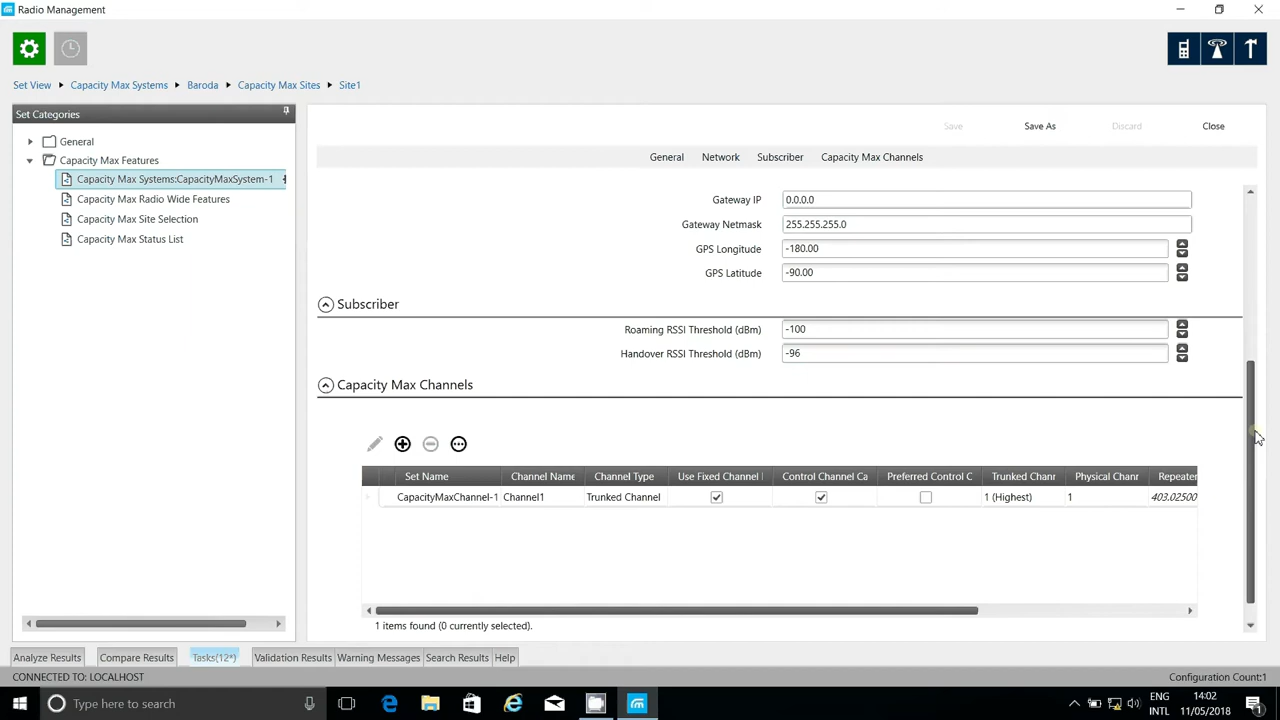 Radio Management
Set View ▸ Capacity Max Systems ▸ Baroda ▸ Capacity Max Sites ▸ Site1
Set Categories
General
Capacity Max Features
Capacity Max Systems:CapacityMaxSystem-1
Capacity Max Radio Wide Features
Capacity Max Site Selection
Capacity Max Status List
Save Save As Discard Close
General Network Subscriber Capacity Max Channels
Gateway IP 0.0.0.0
Gateway Netmask 255.255.255.0
GPS Longitude -180.00
GPS Latitude -90.00
Subscriber
Roaming RSSI Threshold (dBm) -100
Handover RSSI Threshold (dBm) -96
Capacity Max Channels
Set Name Channel Name Channel Type Use Fixed Channel Control Channel Ca Preferred Control C Trunked Chanr Physical Chanr Repeater
CapacityMaxChannel-1 Channel1 Trunked Channel 1 (Highest) 1 403.02500
1 items found (0 currently selected).
Analyze Results Compare Results Tasks(12*) Validation Results Warning Messages Search Results Help
CONNECTED TO: LOCALHOST Configuration Count:1
Type here to search
ENG
INTL
14:02
11/05/2018
1